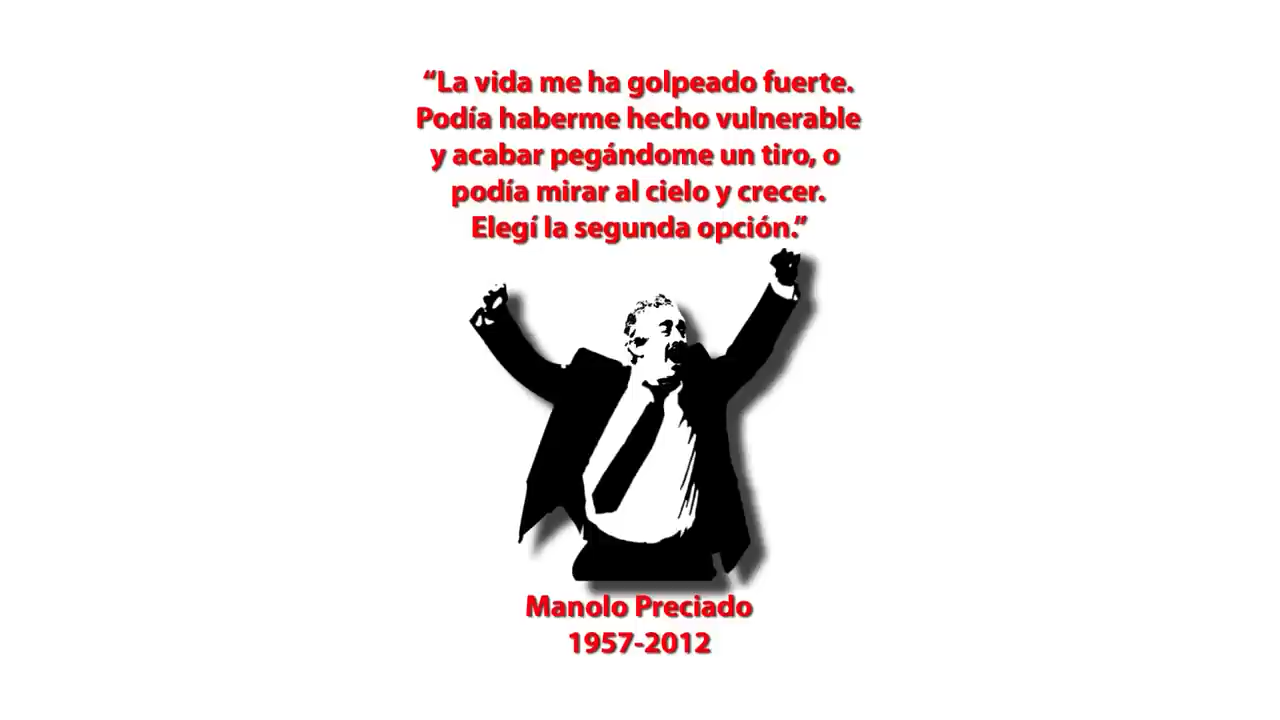 “La vida me ha golpeado fuerte.
Podía haberme hecho vulnerable
y acabar pegándome un tiro, o
podía mirar al cielo y crecer.
Elegí la segunda opción.”
Manolo Preciado
1957-2012